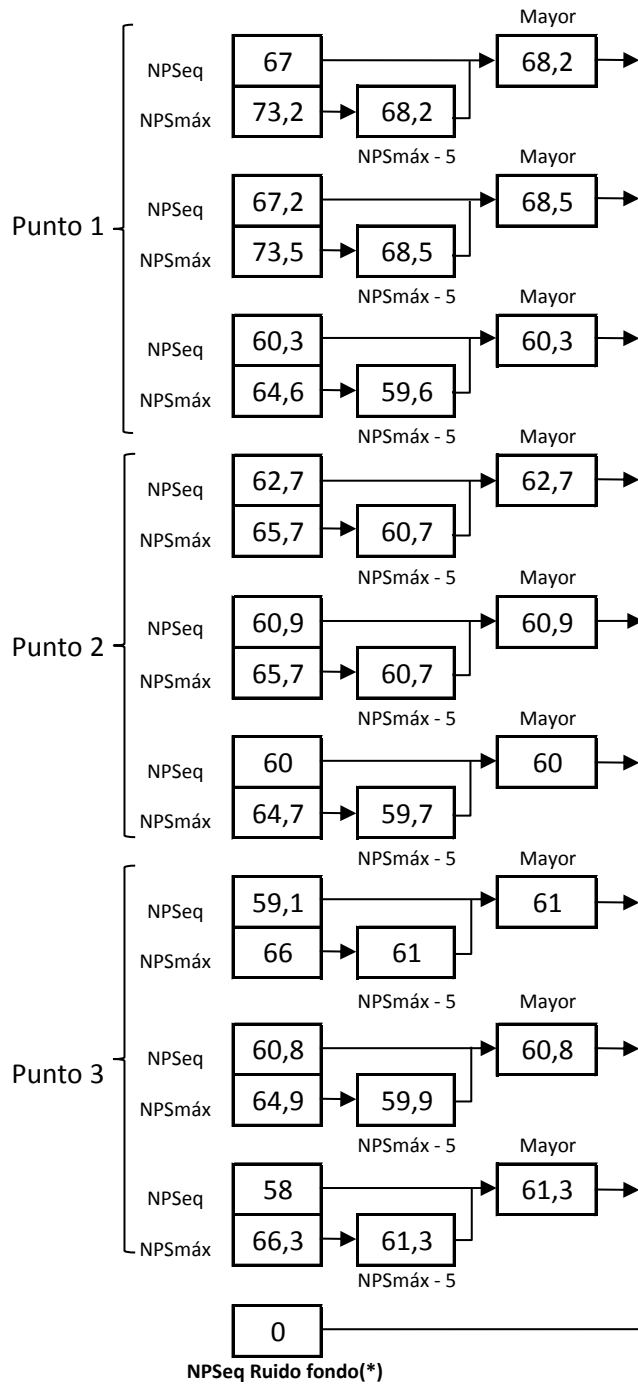 Mayor
NPSeq 67 68,2
NPSmáx 73,2 68,2
NPSmáx - 5
Mayor
NPSeq 67,2 68,5
Punto 1
NPSmáx 73,5 68,5
NPSmáx - 5
Mayor
NPSeq 60,3 60,3
NPSmáx 64,6 59,6
NPSmáx - 5
Mayor
NPSeq 62,7 62,7
NPSmáx 65,7 60,7
NPSmáx - 5
Mayor
NPSeq 60,9 60,9
Punto 2
NPSmáx 65,7 60,7
NPSmáx - 5
Mayor
NPSeq 60 60
NPSmáx 64,7 59,7
NPSmáx - 5
Mayor
NPSeq 59,1 61
NPSmáx 66 61
NPSmáx - 5
Mayor
NPSeq 60,8 60,8
Punto 3
NPSmáx 64,9 59,9
NPSmáx - 5
Mayor
NPSeq 58 61,3
NPSmáx 66,3 61,3
NPSmáx - 5
0
NPSeq Ruido fondo(*)